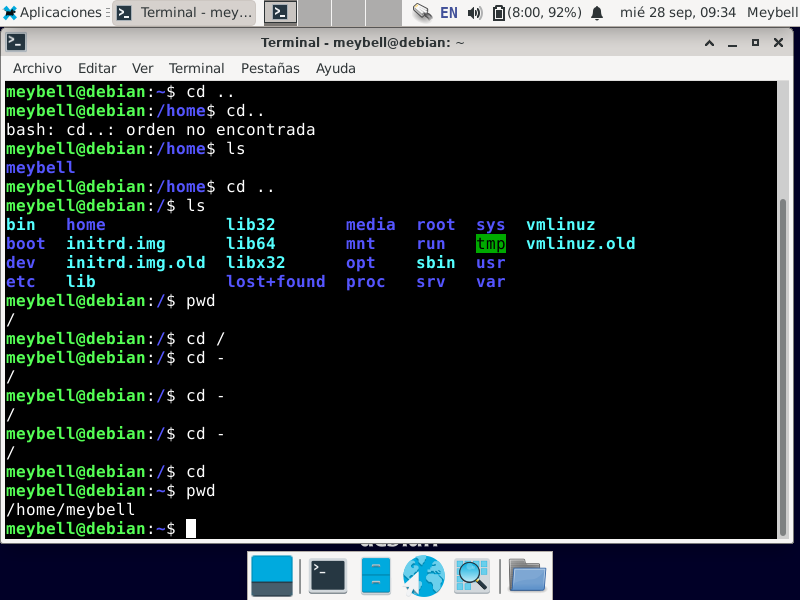 Aplicaciones
Terminal - mey...
EN
(8:00, 92%)
mié 28 sep, 09:34
Meybell
Terminal - meybell@debian: ~
Archivo Editar Ver Terminal Pestañas Ayuda
meybell@debian:~$ cd ..
meybell@debian:/home$ cd..
bash: cd..: orden no encontrada
meybell@debian:/home$ ls
meybell
meybell@debian:/home$ cd ..
meybell@debian:/$ ls
bin home lib32 media root sys vmlinuz
boot initrd.img lib64 mnt run tmp vmlinuz.old
dev initrd.img.old libx32 opt sbin usr
etc lib lost+found proc srv var
meybell@debian:/$ pwd
/
meybell@debian:/$ cd /
meybell@debian:/$ cd -
/
meybell@debian:/$ cd -
/
meybell@debian:/$ cd -
/
meybell@debian:/$ cd
meybell@debian:~$ pwd
/home/meybell
meybell@debian:~$